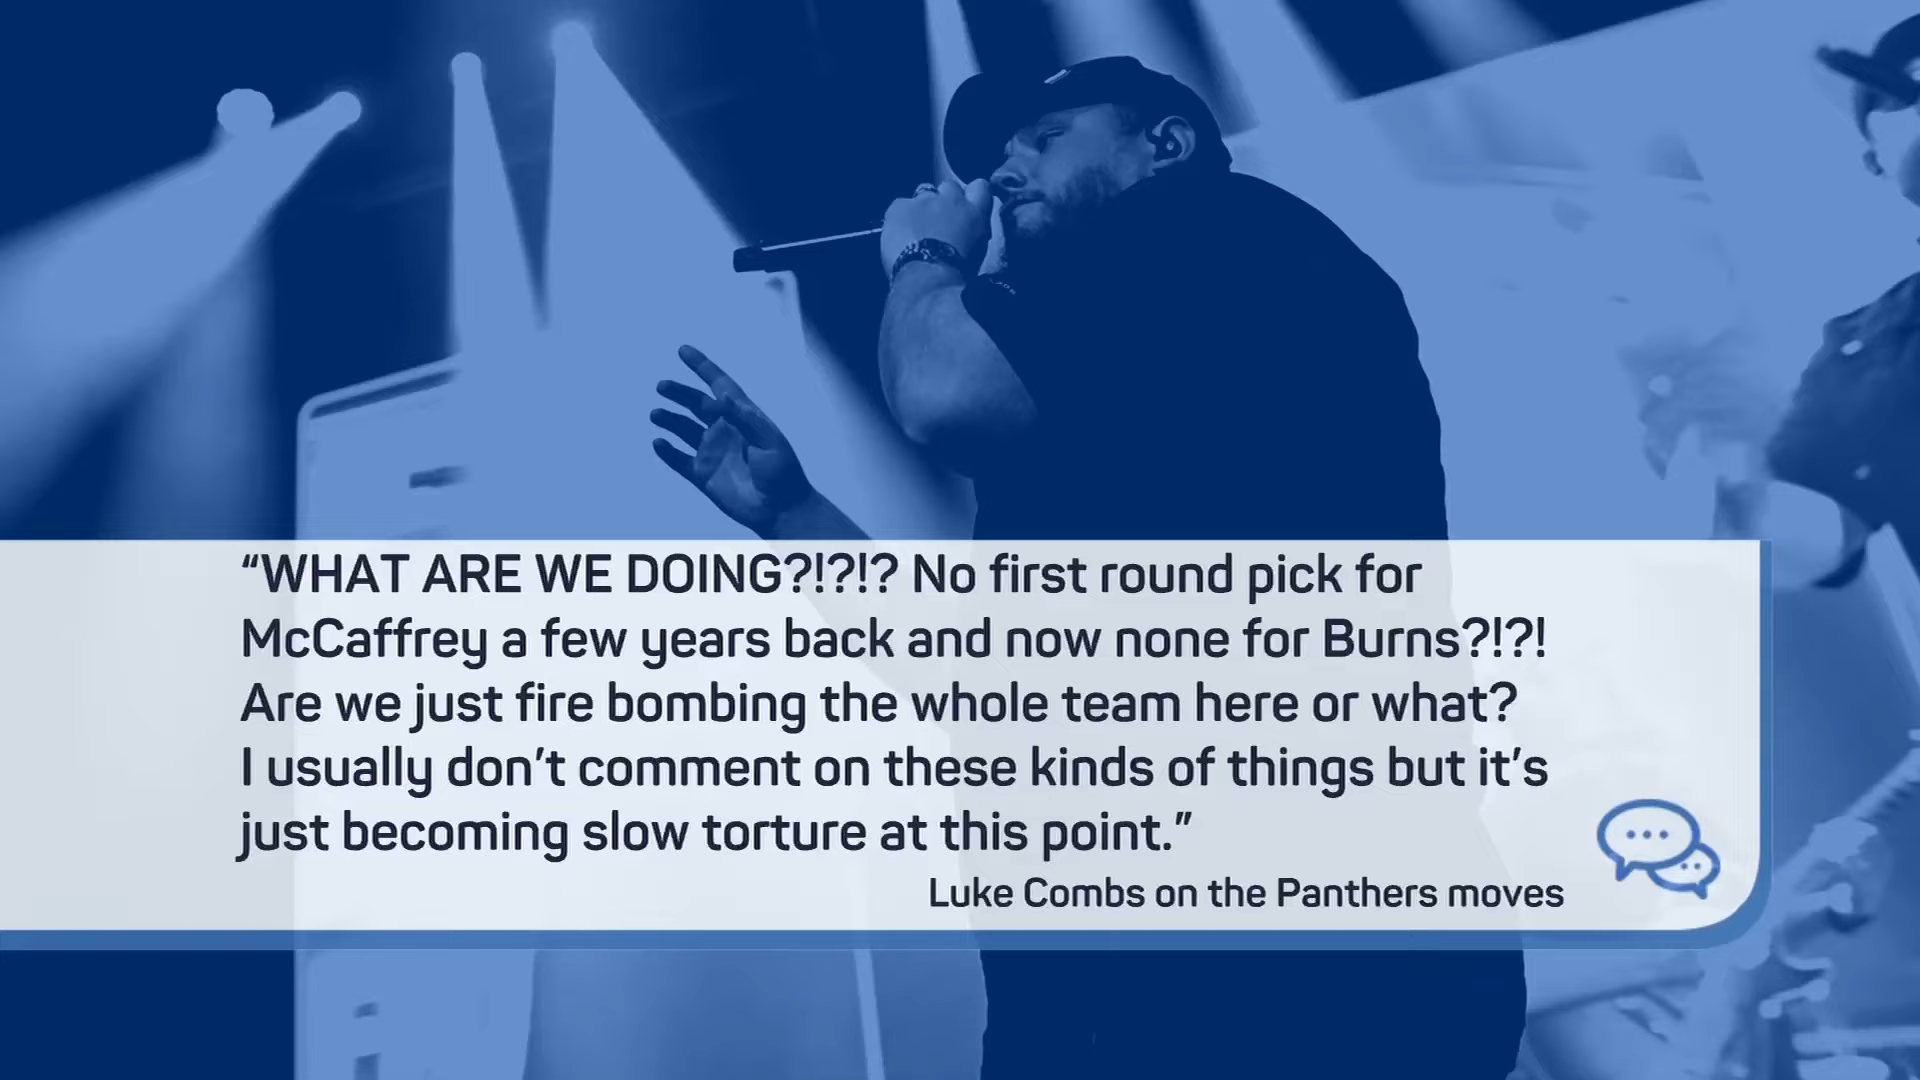 “WHAT ARE WE DOING?!?!? No first round pick for
McCaffrey a few years back and now none for Burns?!?!
Are we just fire bombing the whole team here or what?
I usually don’t comment on these kinds of things but it’s
just becoming slow torture at this point.”
Luke Combs on the Panthers moves